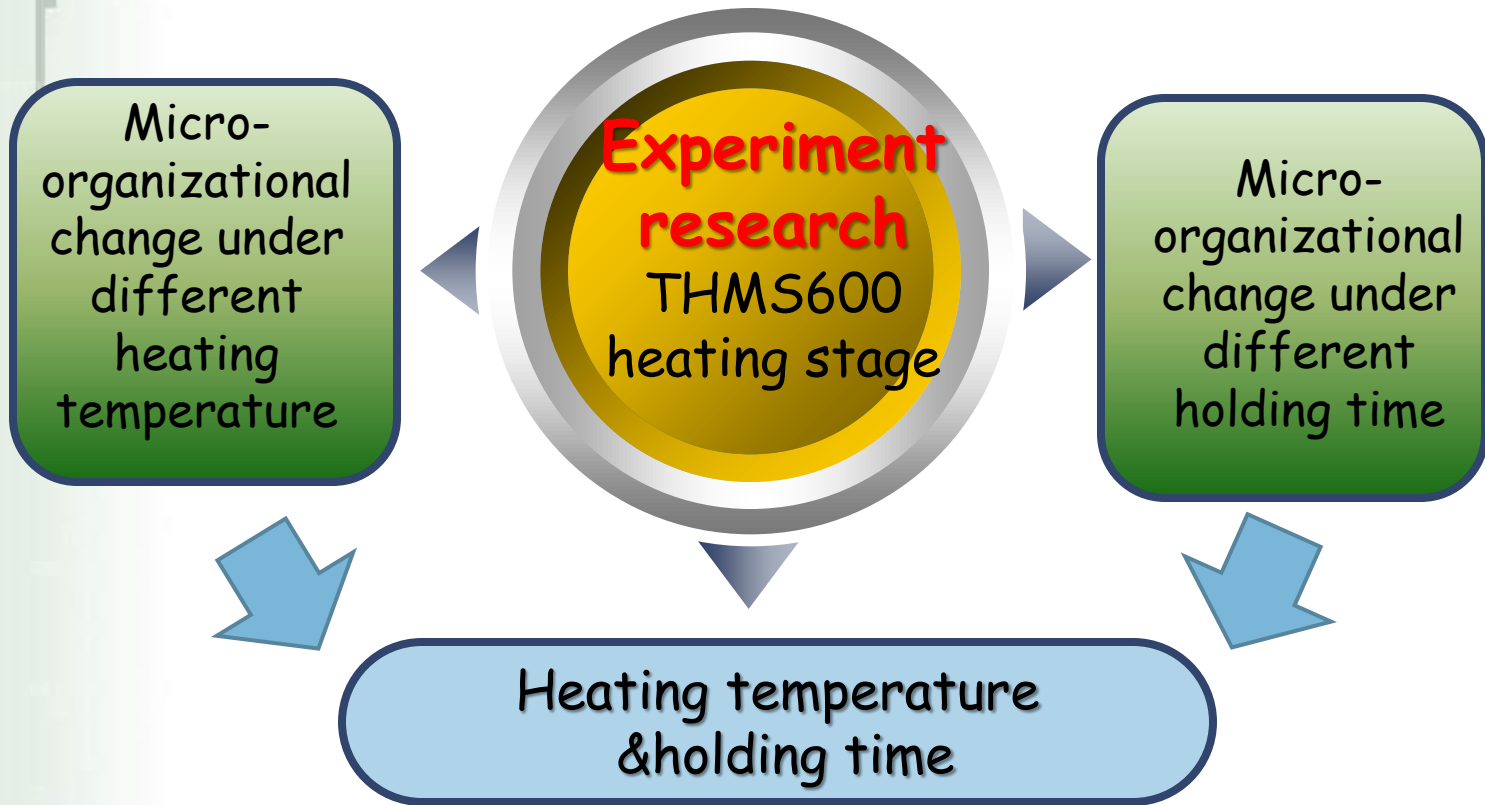 Micro-
organizational
change under
different
heating
temperature
Experiment
research
THMS600
heating stage
Micro-
organizational
change under
different
holding time
Heating temperature
&holding time